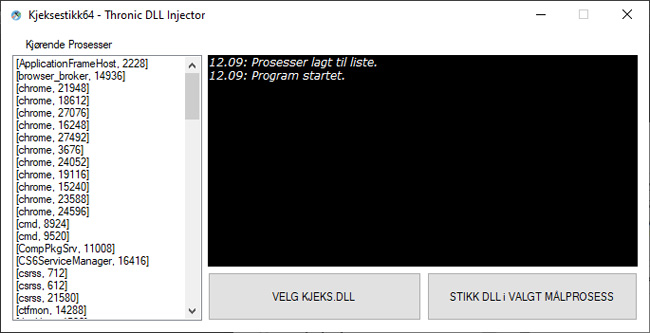 Kjeksestikk64 - Thronic DLL Injector
Kjørende Prosesser
[ApplicationFrameHost, 2228]
[browser_broker, 14936]
[chrome, 21948]
[chrome, 18612]
[chrome, 27076]
[chrome, 16248]
[chrome, 27492]
[chrome, 3676]
[chrome, 24052]
[chrome, 19116]
[chrome, 15240]
[chrome, 23588]
[chrome, 24596]
[cmd, 8924]
[cmd, 9520]
[CompPkgSrv, 11008]
[CS6ServiceManager, 16416]
[csrss, 712]
[csrss, 612]
[csrss, 21580]
[ctfmon, 14288]
12.09: Prosesser lagt til liste.
12.09: Program startet.
VELG KJEKS.DLL
STIKK DLL i VALGT MÅLPROSESS